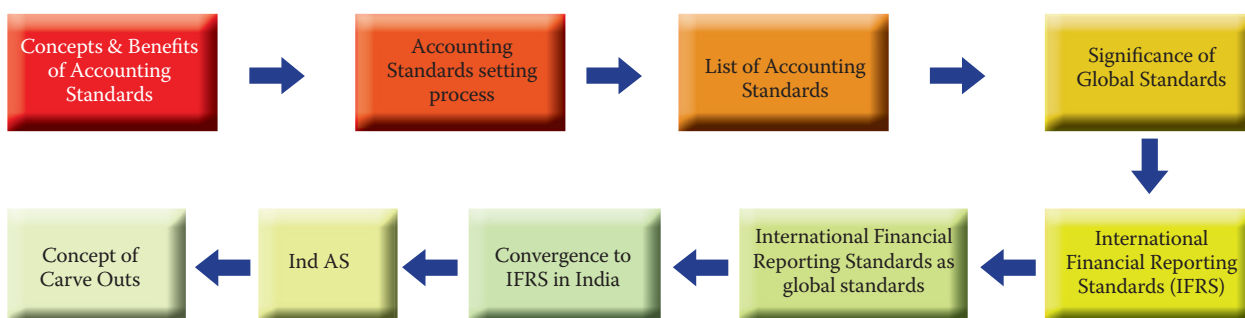 Concepts & Benefits
of Accounting
Standards
Accounting
Standards setting
process
List of Accounting
Standards
Significance of
Global Standards
International
Financial Reporting
Standards (IFRS)
International Financial
Reporting Standards as
global standards
Convergence to
IFRS in India
Ind AS
Concept of
Carve Outs